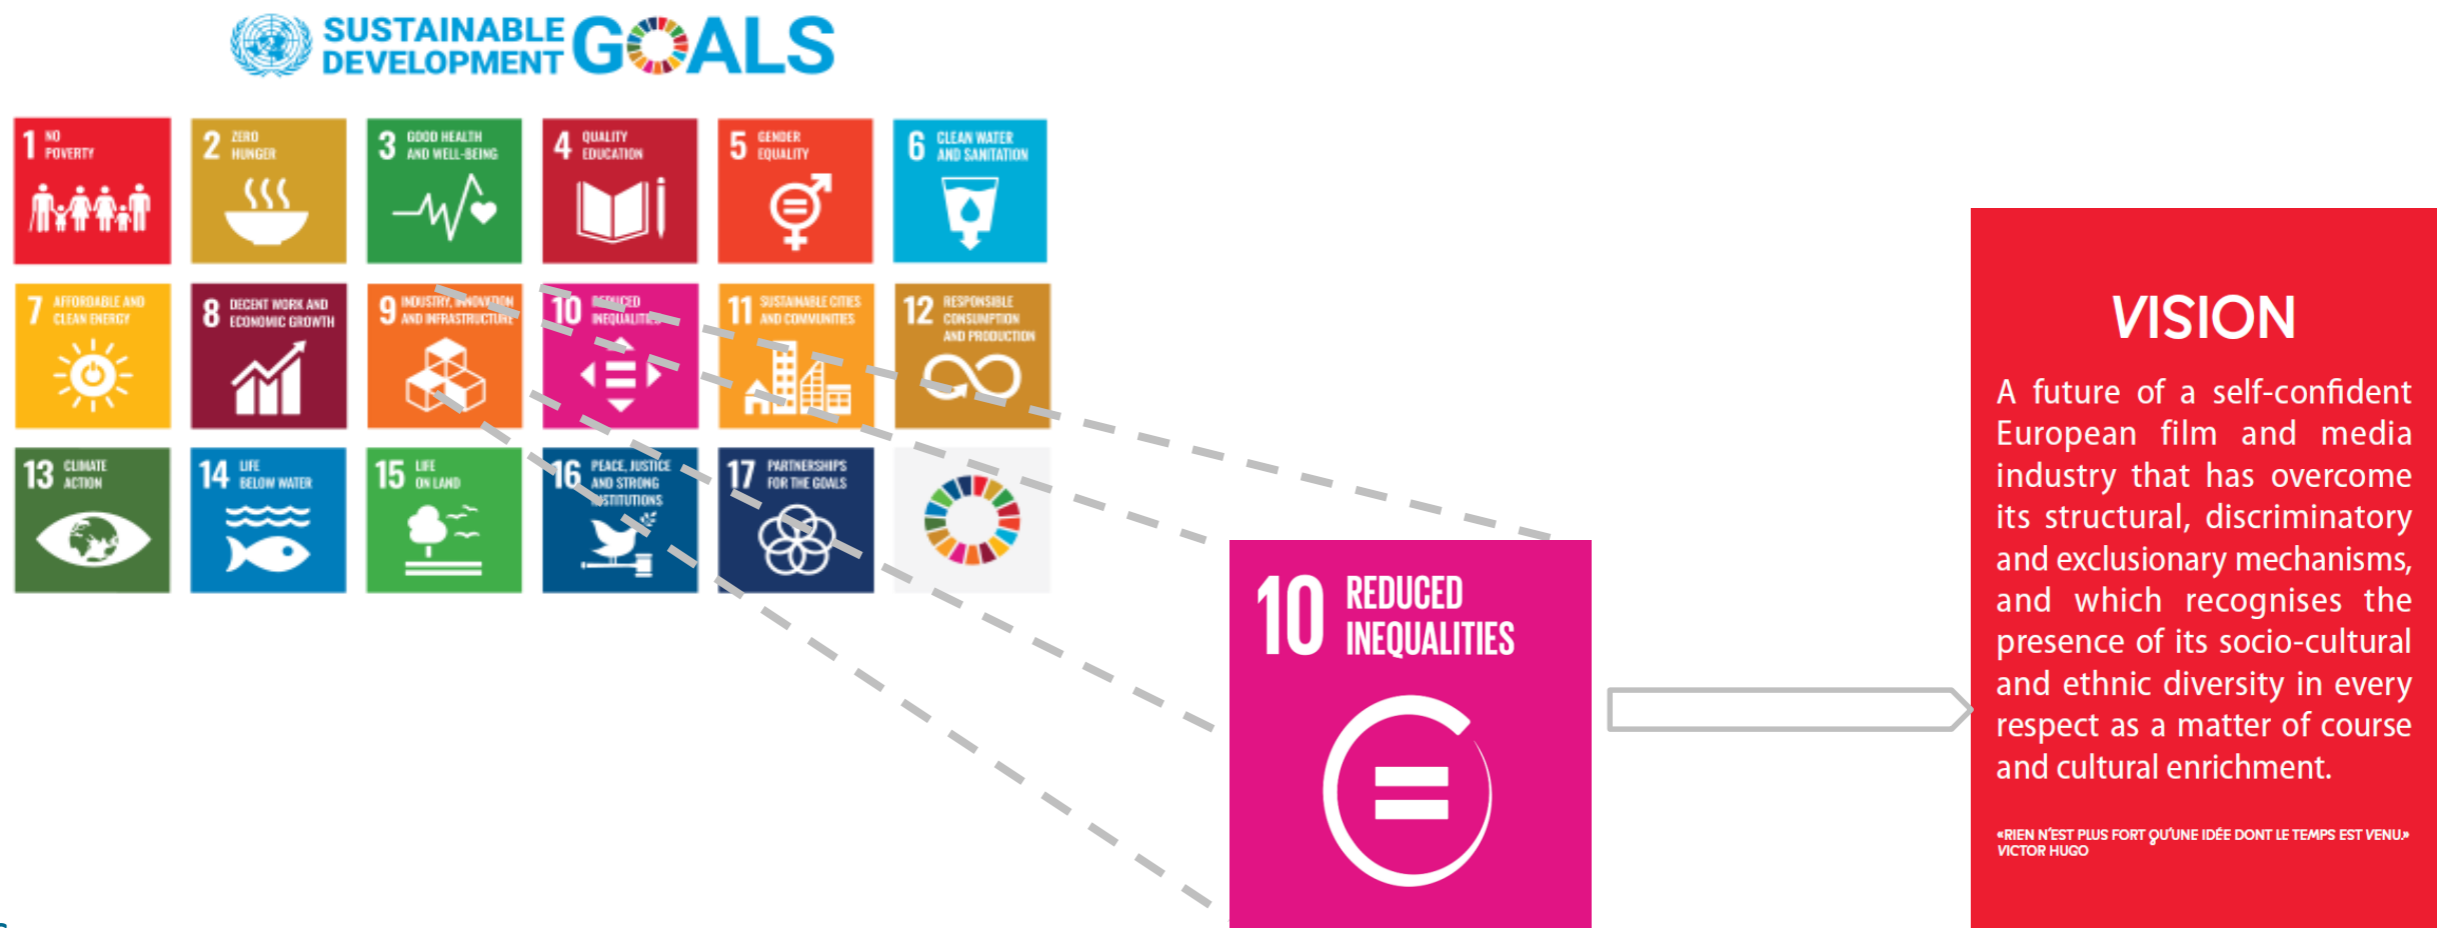 SUSTAINABLE
DEVELOPMENT GOALS
1 NO
POVERTY
2 ZERO
HUNGER
3 GOOD HEALTH
AND WELL-BEING
4 QUALITY
EDUCATION
5 GENDER
EQUALITY
6 CLEAN WATER
AND SANITATION
7 AFFORDABLE AND
CLEAN ENERGY
8 DECENT WORK AND
ECONOMIC GROWTH
9 INDUSTRY, INNOVATION
AND INFRASTRUCTURE
10 REDUCED
INEQUALITIES
11 SUSTAINABLE CITIES
AND COMMUNITIES
12 RESPONSIBLE
CONSUMPTION
AND PRODUCTION
13 CLIMATE
ACTION
14 LIFE
BELOW WATER
15 LIFE
ON LAND
16 PEACE, JUSTICE
AND STRONG
INSTITUTIONS
17 PARTNERSHIPS
FOR THE GOALS
10 REDUCED
INEQUALITIES
VISION
A future of a self-confident
European film and media
industry that has overcome
its structural, discriminatory
and exclusionary mechanisms,
and which recognises the
presence of its socio-cultural
and ethnic diversity in every
respect as a matter of course
and cultural enrichment.
«RIEN N'EST PLUS FORT QU'UNE IDÉE DONT LE TEMPS EST VENU.»
VICTOR HUGO